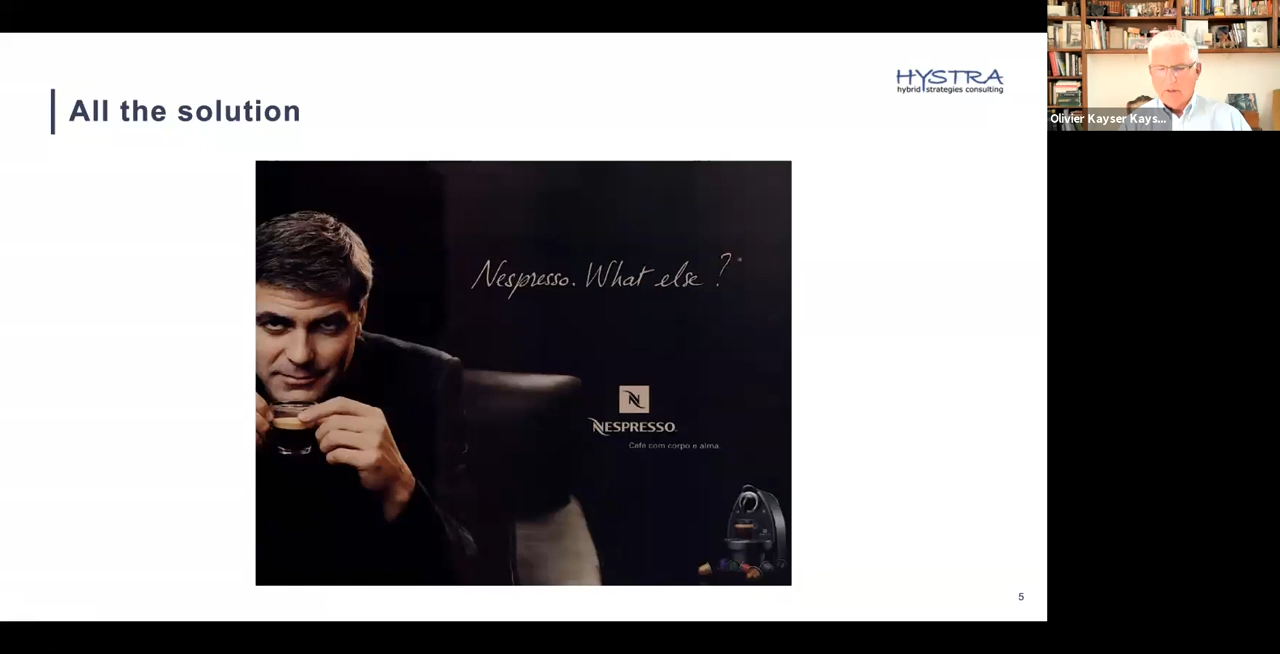 All the solution
HYSTRA
hybrid strategies consulting
Nespresso. What else ?*
N
NESPRESSO.
Café com corpo e alma.
5
Olivier Kayser Kays...